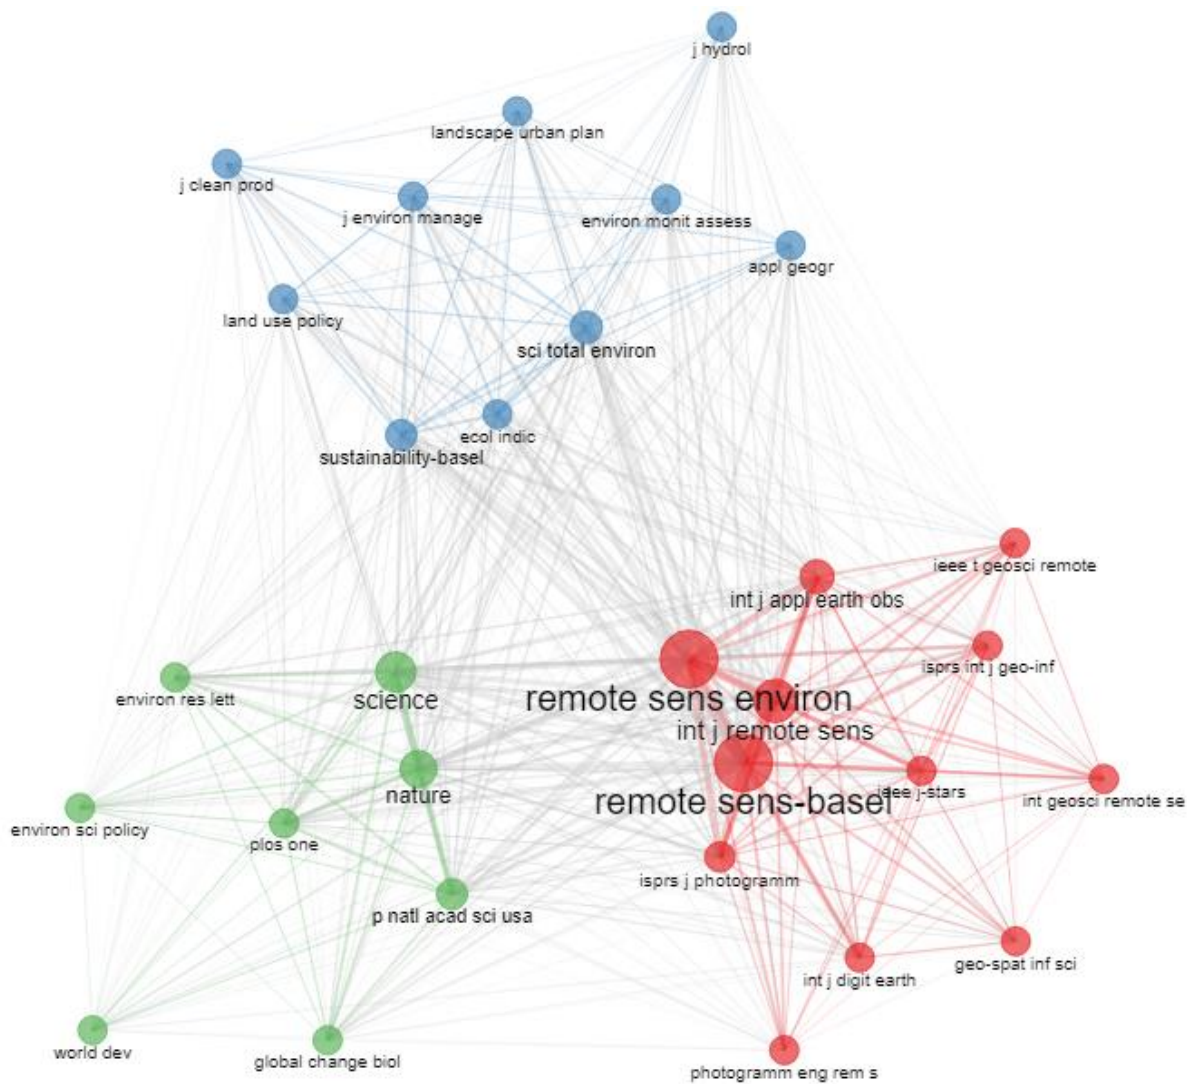 j hydrol
landscape urban plan
j clean prod
j environ manage
environ monit assess
appl geogr
land use policy
sci total environ
ecol indic
sustainability-basel
ieee t geosci remote
int j appl earth obs
isprs int j geo-inf
environ res lett
science
remote sens environ
int j remote sens
nature
remote sens-basel
ieee j-stars
int geosci remote se
environ sci policy
plos one
isprs j photogramm
p natl acad sci usa
geo-spat inf sci
int j digit earth
world dev
global change biol
photogramm eng rem s